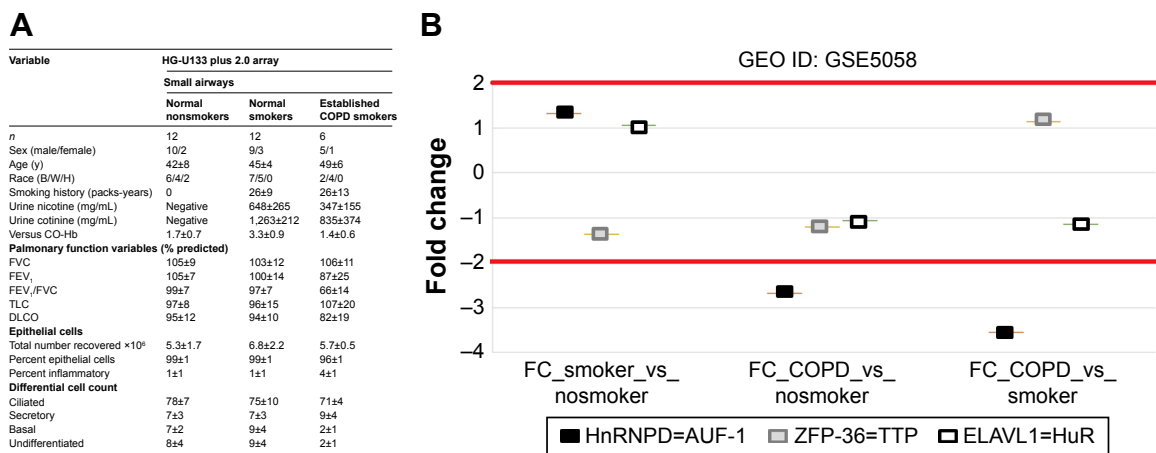 A
Variable HG-U133 plus 2.0 array
Small airways
Normal nonsmokers Normal smokers Established COPD smokers
n 12 12 6
Sex (male/female) 10/2 9/3 5/1
Age (y) 42±8 45±4 49±6
Race (B/W/H) 6/4/2 7/5/0 2/4/0
Smoking history (packs-years) 0 26±9 26±13
Urine nicotine (mg/mL) Negative 648±265 347±155
Urine cotinine (mg/mL) Negative 1,263±212 835±374
Versus CO-Hb 1.7±0.7 3.3±0.9 1.4±0.6
Pulmonary function variables (% predicted)
FVC 105±9 103±12 106±11
FEV₁ 105±7 100±14 87±25
FEV₁/FVC 99±7 97±7 66±14
TLC 97±8 96±15 107±20
DLCO 95±12 94±10 82±19
Epithelial cells
Total number recovered ×10⁶ 5.3±1.7 6.8±2.2 5.7±0.5
Percent epithelial cells 99±1 99±1 96±1
Percent inflammatory 1±1 1±1 4±1
Differential cell count
Ciliated 78±7 75±10 71±4
Secretory 7±3 7±3 9±4
Basal 7±2 9±4 2±1
Undifferentiated 8±4 9±4 2±1
B
GEO ID: GSE5058
Fold change
2
1
0
–1
–2
–3
–4
FC_smoker_vs_
nosmoker
FC_COPD_vs_
nosmoker
FC_COPD_vs_
smoker
HnRNPD=AUF-1 ZFP-36=TTP ELAVL1=HuR